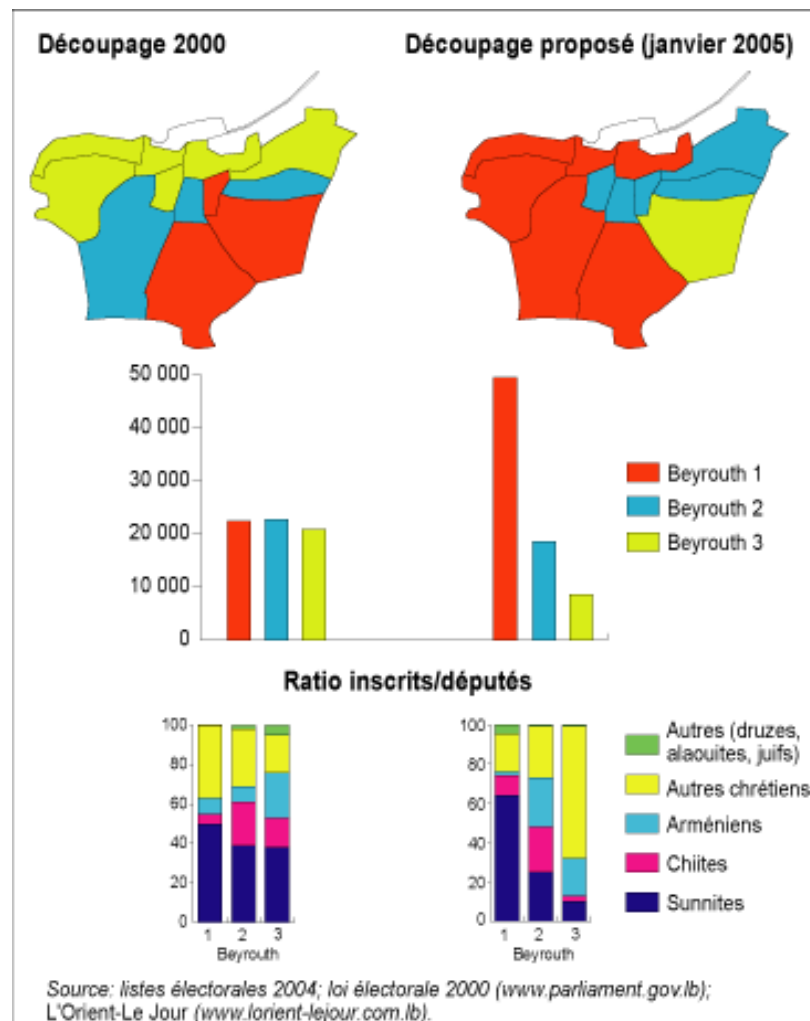 Découpage 2000
Découpage proposé (janvier 2005)
50 000
40 000
30 000
20 000
10 000
0
Beyrouth 1
Beyrouth 2
Beyrouth 3
Ratio inscrits/députés
100
80
60
40
20
0
1 2 3
Beyrouth
100
80
60
40
20
0
1 2 3
Beyrouth
Autres (druzes,
alaouites, juifs)
Autres chrétiens
Arméniens
Chiites
Sunnites
Source: listes électorales 2004; loi électorale 2000 (www.parliament.gov.lb);
L'Orient-Le Jour (www.lorient-lejour.com.lb).